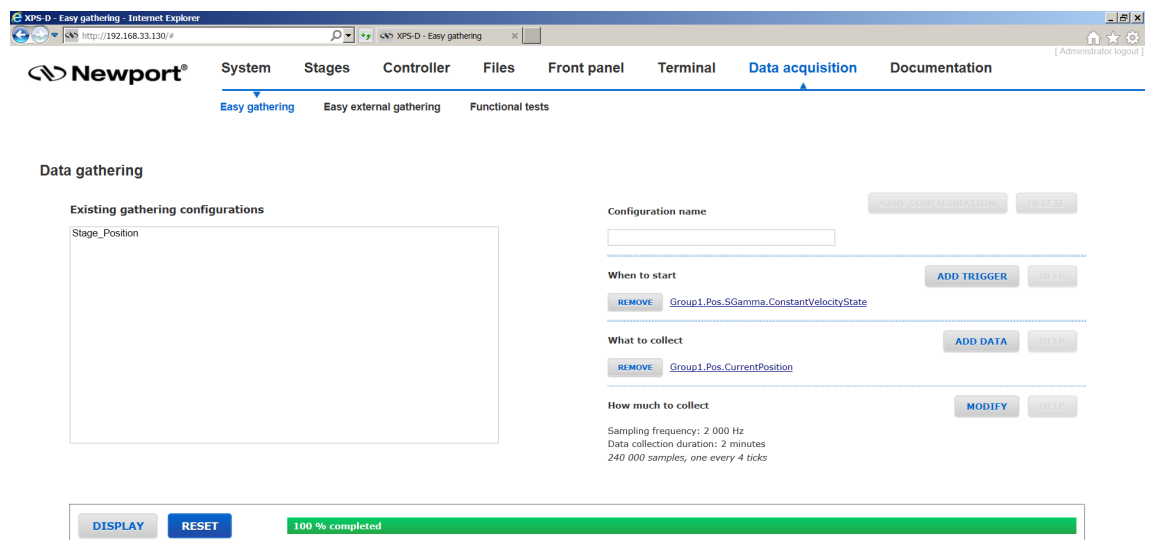 XPS-D - Easy gathering - Internet Explorer
http://192.168.33.130/#
XPS-D - Easy gathering
[ Administrator logout ]
Newport®
System Stages Controller Files Front panel Terminal Data acquisition Documentation
Easy gathering Easy external gathering Functional tests
Data gathering
Existing gathering configurations
Stage_Position
SAVE CONFIGURATION DELETE
Configuration name
When to start ADD TRIGGER HELP
REMOVE Group1.Pos.SGamma.ConstantVelocityState
What to collect ADD DATA HELP
REMOVE Group1.Pos.CurrentPosition
How much to collect MODIFY HELP
Sampling frequency: 2 000 Hz
Data collection duration: 2 minutes
240 000 samples, one every 4 ticks
DISPLAY RESET 100 % completed